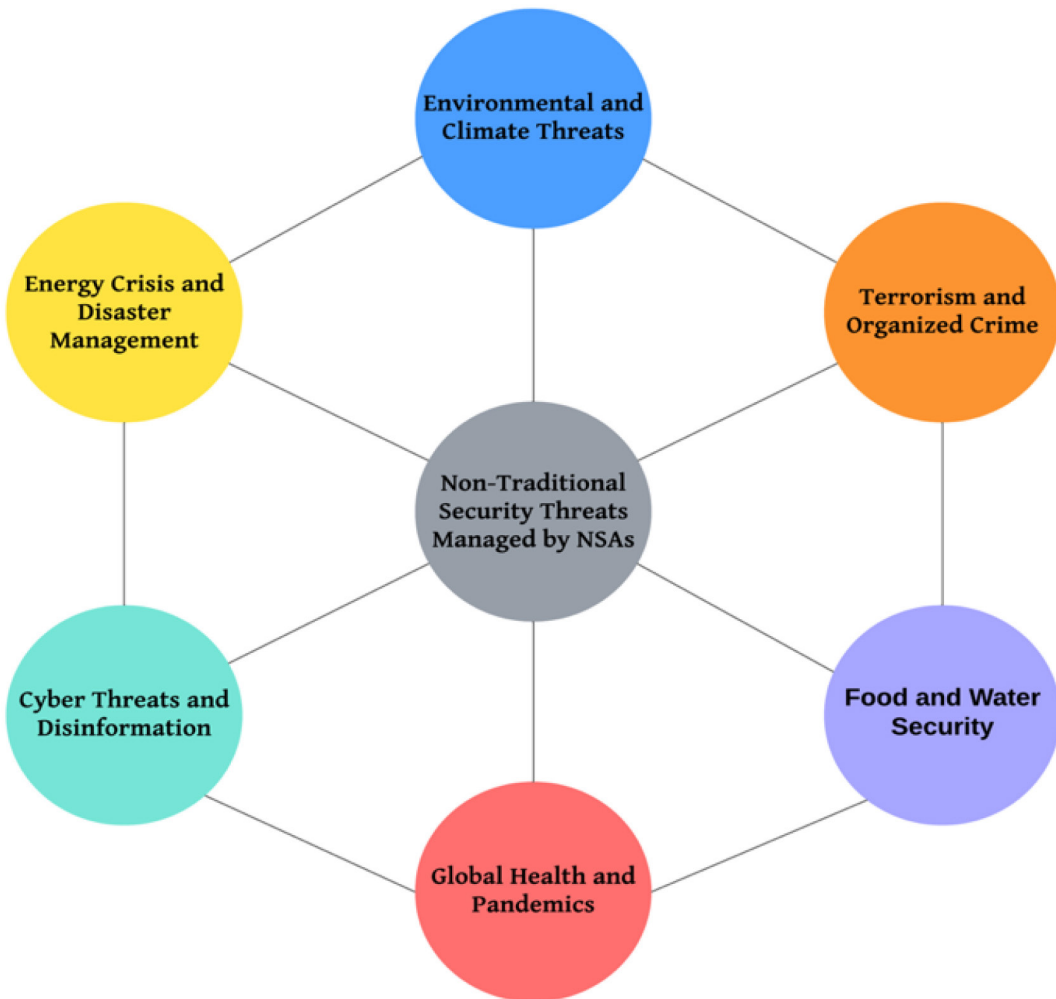 Environmental and
Climate Threats
Energy Crisis and
Disaster
Management
Terrorism and
Organized Crime
Non-Traditional
Security Threats
Managed by NSAs
Cyber Threats and
Disinformation
Food and Water
Security
Global Health and
Pandemics